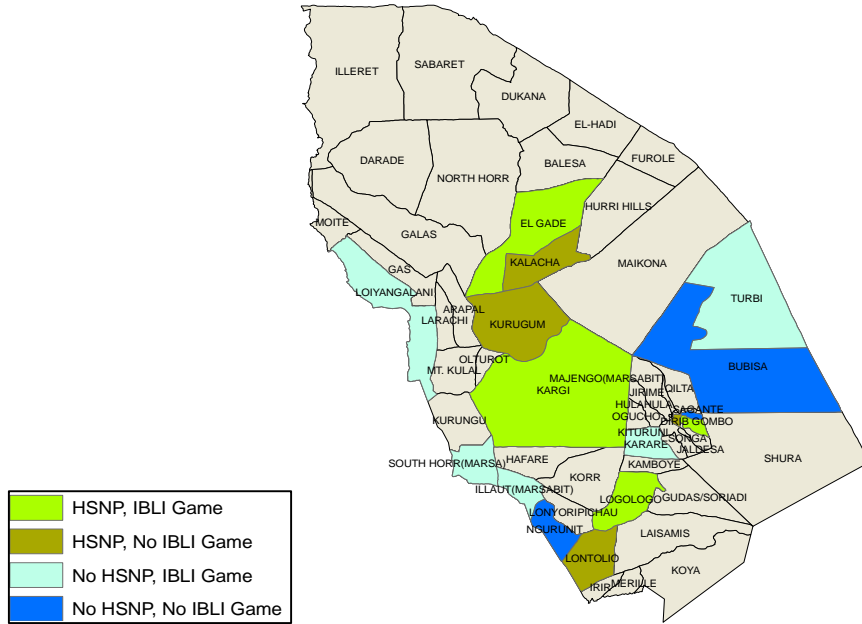 ILLERET
SABARET
DUKANA
EL-HADI
FUROLE
DARADE
BALESA
NORTH HORR
HURRI HILLS
MOITE
EL GADE
GALAS
KALACHA
MAIKONA
GAS
LOIYANGALANI
TURBI
ARAPAL
LARACHI
KURUGUM
OLTUROT
MT. KULAL
BUBISA
MAJENGO(MARSABIT)
KARGI
QILTA
JIRIME
HULAHULA
SAGANTE
OGUCHO
DIRIB GOMBO
KURUNGU
KITURUNI
SONGA
KARARE
JALDESA
SHURA
HAFARE
SOUTH HORR(MARSA)
KAMBOYE
KORR
ILLAUT(MARSABIT)
LOGOLOGO
GUDAS/SORIADI
LONYORIPICHAU
NGURUNIT
LAISAMIS
LONTOLIO
KOYA
MERILLE
IRIR
HSNP, IBLI Game
HSNP, No IBLI Game
No HSNP, IBLI Game
No HSNP, No IBLI Game